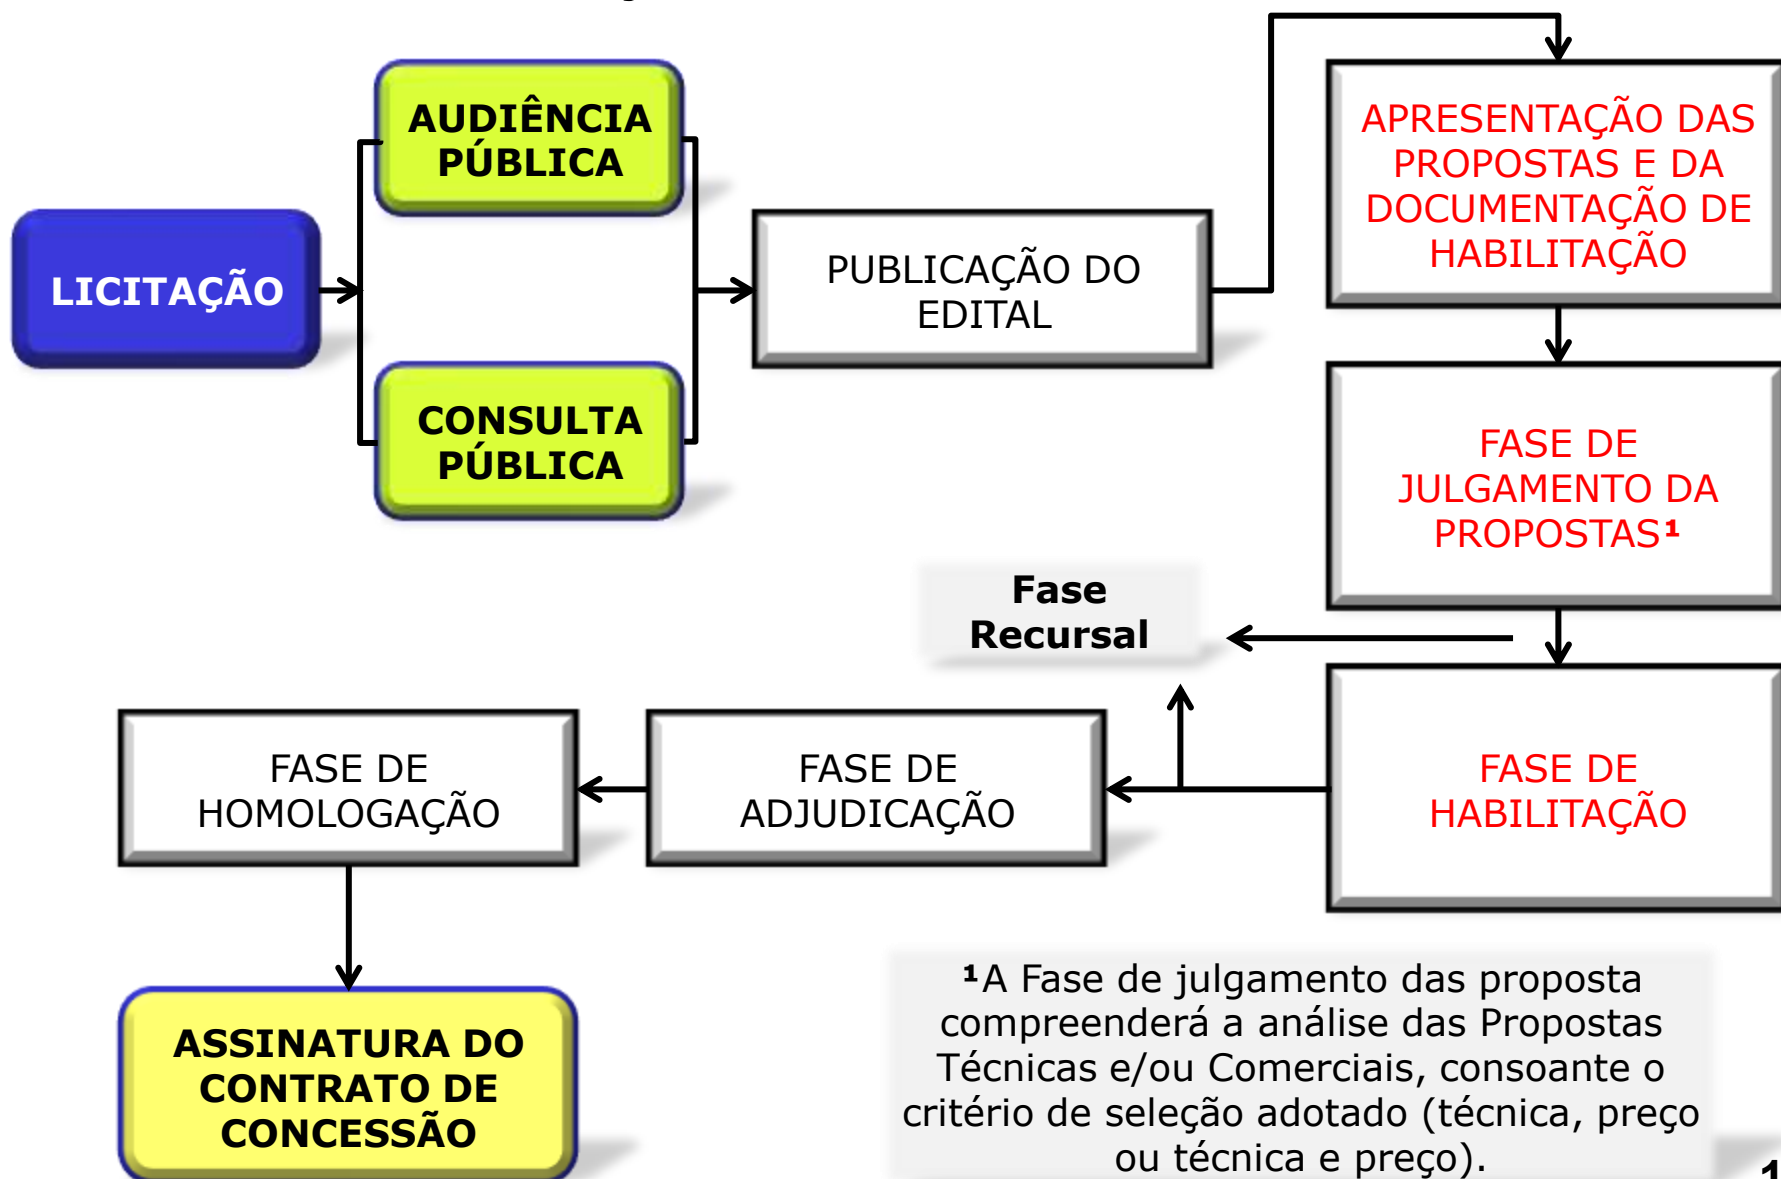 LICITAÇÃO
AUDIÊNCIA
PÚBLICA
CONSULTA
PÚBLICA
PUBLICAÇÃO DO
EDITAL
APRESENTAÇÃO DAS
PROPOSTAS E DA
DOCUMENTAÇÃO DE
HABILITAÇÃO
FASE DE
JULGAMENTO DA
PROPOSTAS¹
Fase
Recursal
FASE DE
HABILITAÇÃO
FASE DE
ADJUDICAÇÃO
FASE DE
HOMOLOGAÇÃO
ASSINATURA DO
CONTRATO DE
CONCESSÃO
¹A Fase de julgamento das proposta
compreenderá a análise das Propostas
Técnicas e/ou Comerciais, consoante o
critério de seleção adotado (técnica, preço
ou técnica e preço).